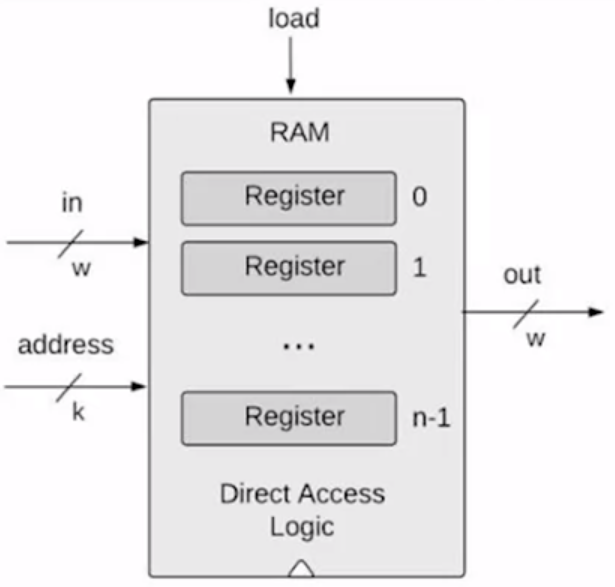 load
RAM
in
w
Register 0
Register 1
...
address
k
out
w
Register n-1
Direct Access
Logic